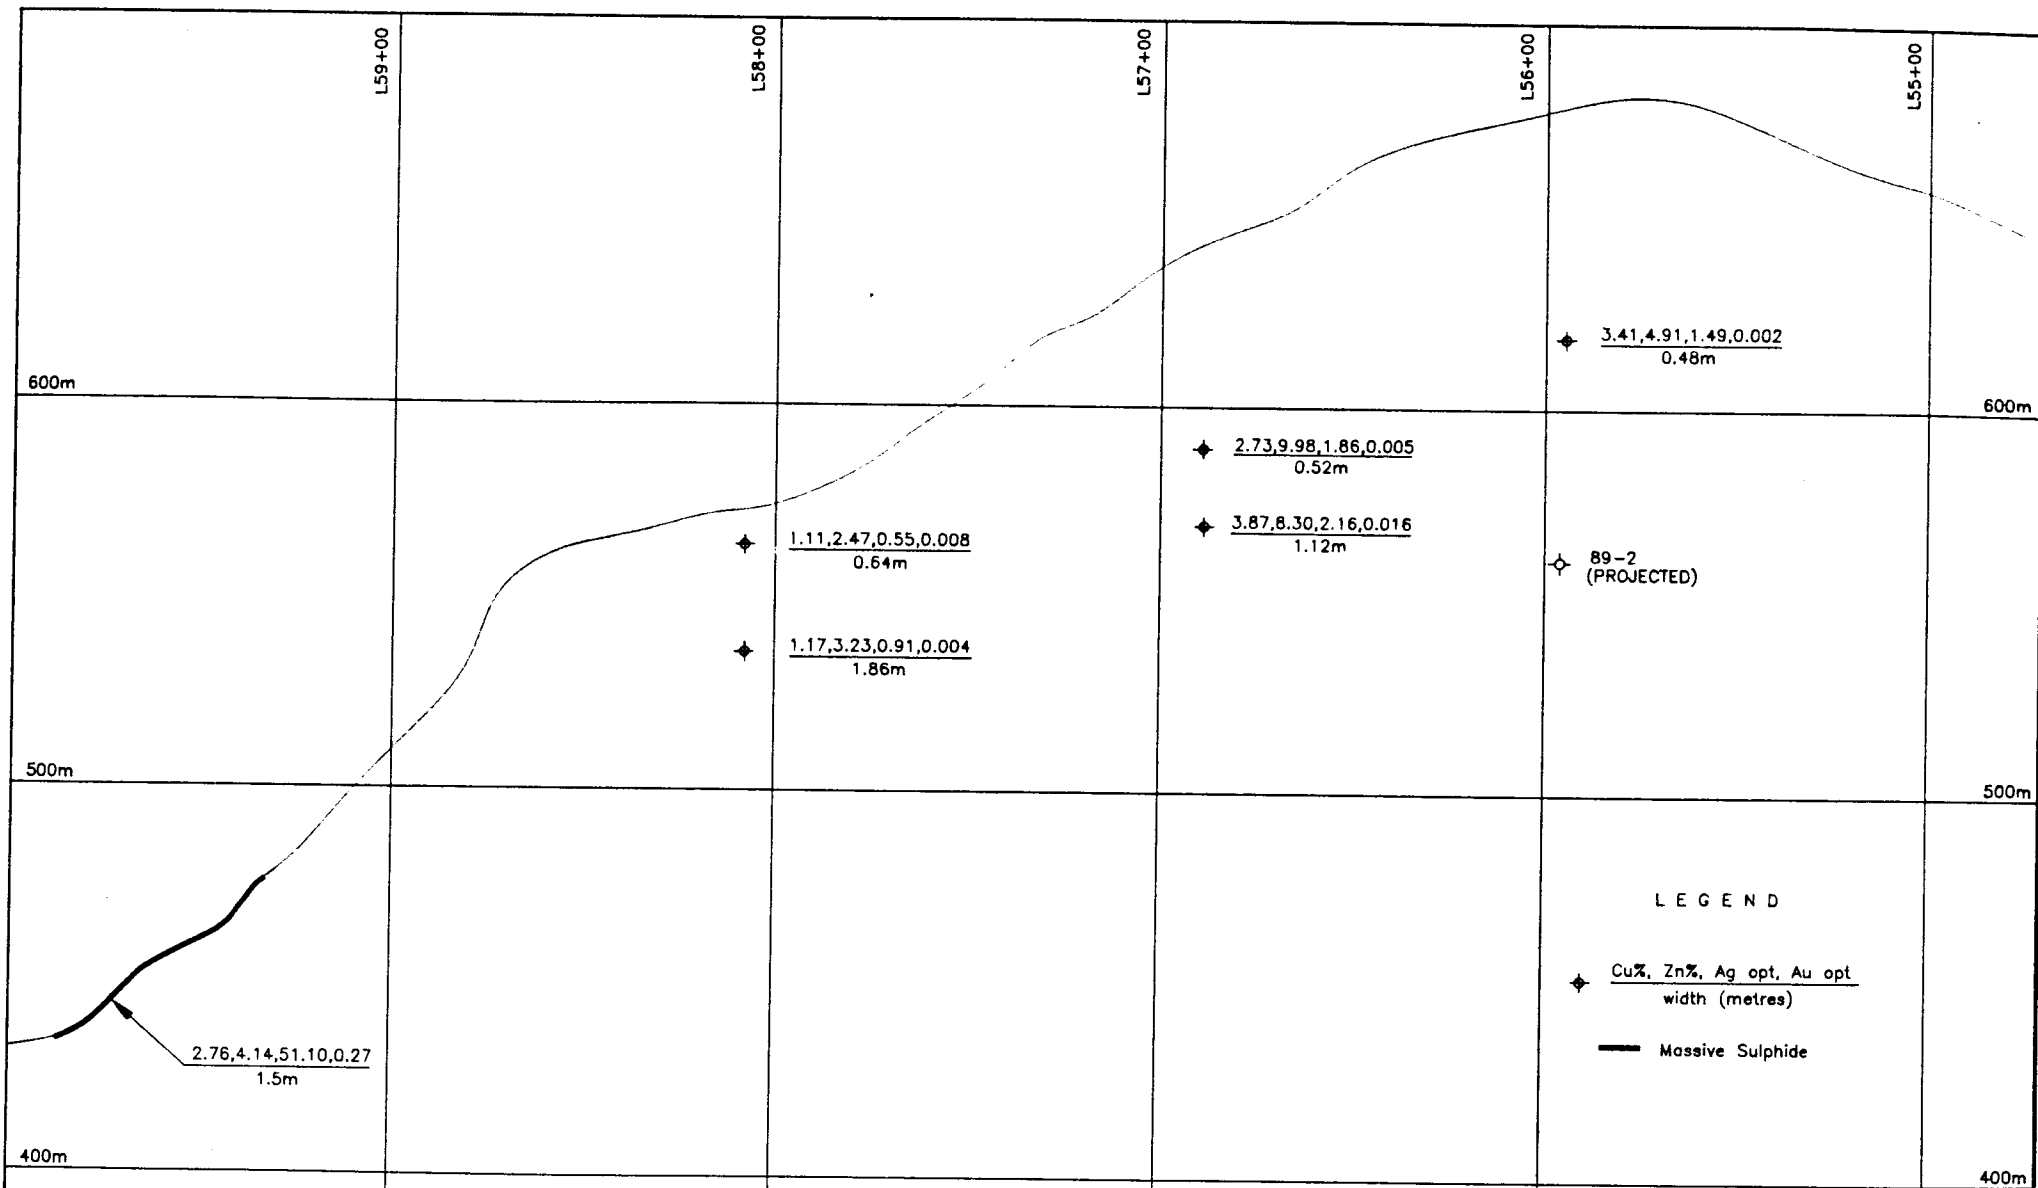 L59+00
L58+00
L57+00
L56+00
L55+00
3.41,4.91,1.49,0.002
0.48m
600m
600m
2.73,9.98,1.86,0.005
0.52m
3.87,8.30,2.16,0.016
1.12m
1.11,2.47,0.55,0.008
0.64m
89-2
(PROJECTED)
1.17,3.23,0.91,0.004
1.86m
500m
500m
LEGEND
Cu%, Zn%, Ag opt, Au opt
width (metres)
Massive Sulphide
2.76,4.14,51.10,0.27
1.5m
400m
400m